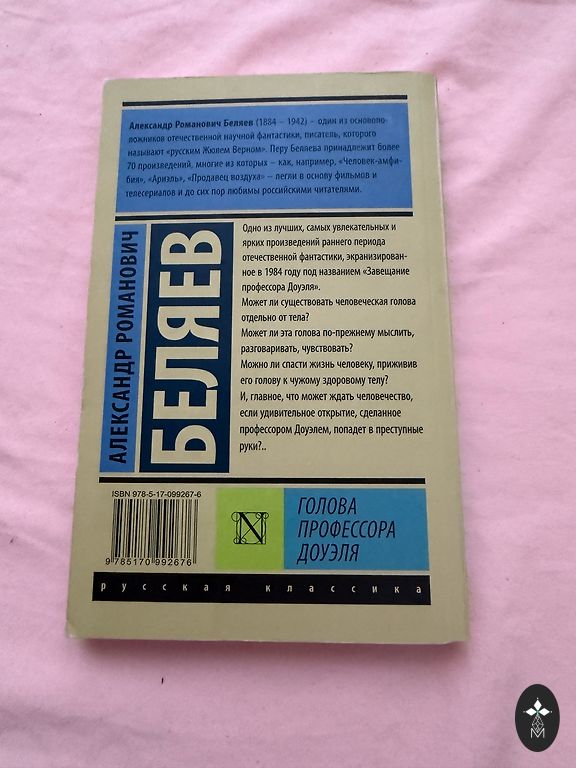 Александр Романович Беляев (1884 – 1942) – один из основопо-
ложников отечественной научной фантастики, писатель, которого
называют «русским Жюлем Верном». Перу Беляева принадлежит более
70 произведений, многие из которых – как, например, «Человек-амфи-
бия», «Ариэль», «Продавец воздуха» – легли в основу фильмов и
телесериалов и до сих пор любимы российскими читателями.
АЛЕКСАНДР РОМАНОВИЧ
БЕЛЯЕВ
Одно из лучших, самых увлекательных и
ярких произведений раннего периода
отечественной фантастики, экранизирован-
ное в 1984 году под названием «Завещание
профессора Доуэля».
Может ли существовать человеческая голова
отдельно от тела?
Может ли эта голова по-прежнему мыслить,
разговаривать, чувствовать?
Можно ли спасти жизнь человеку, приживив
его голову к чужому здоровому телу?
И, главное, что может ждать человечество,
если удивительное открытие, сделанное
профессором Доуэлем, попадет в преступные
руки?..
ISBN 978-5-17-099267-6
9 785170 992676
N
ГОЛОВА
ПРОФЕССОРА
ДОУЭЛЯ
русская классика
M